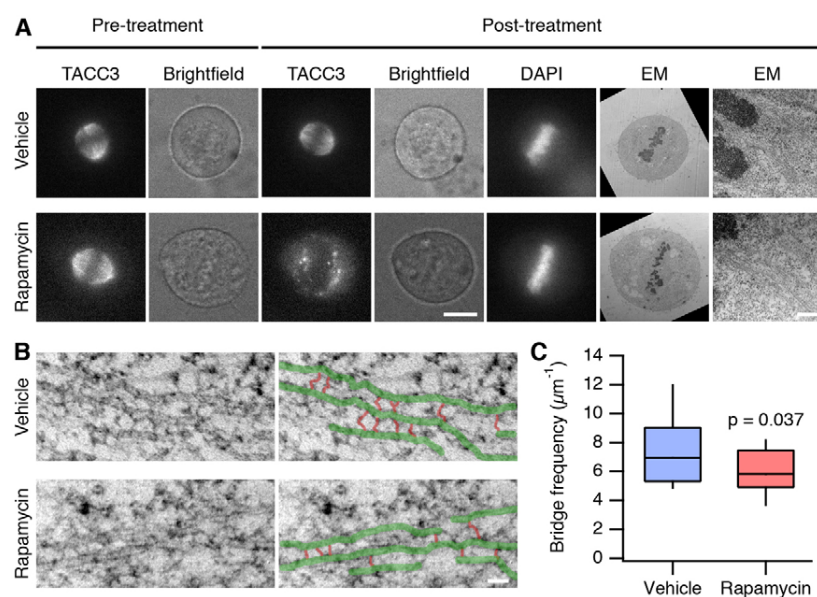 A
Pre-treatment Post-treatment
TACC3 Brightfield TACC3 Brightfield DAPI EM EM
Vehicle
Rapamycin
B
Vehicle
Rapamycin
C
Bridge frequency (μm-1)
14
12
10
8
6
4
2
0
p = 0.037
Vehicle Rapamycin